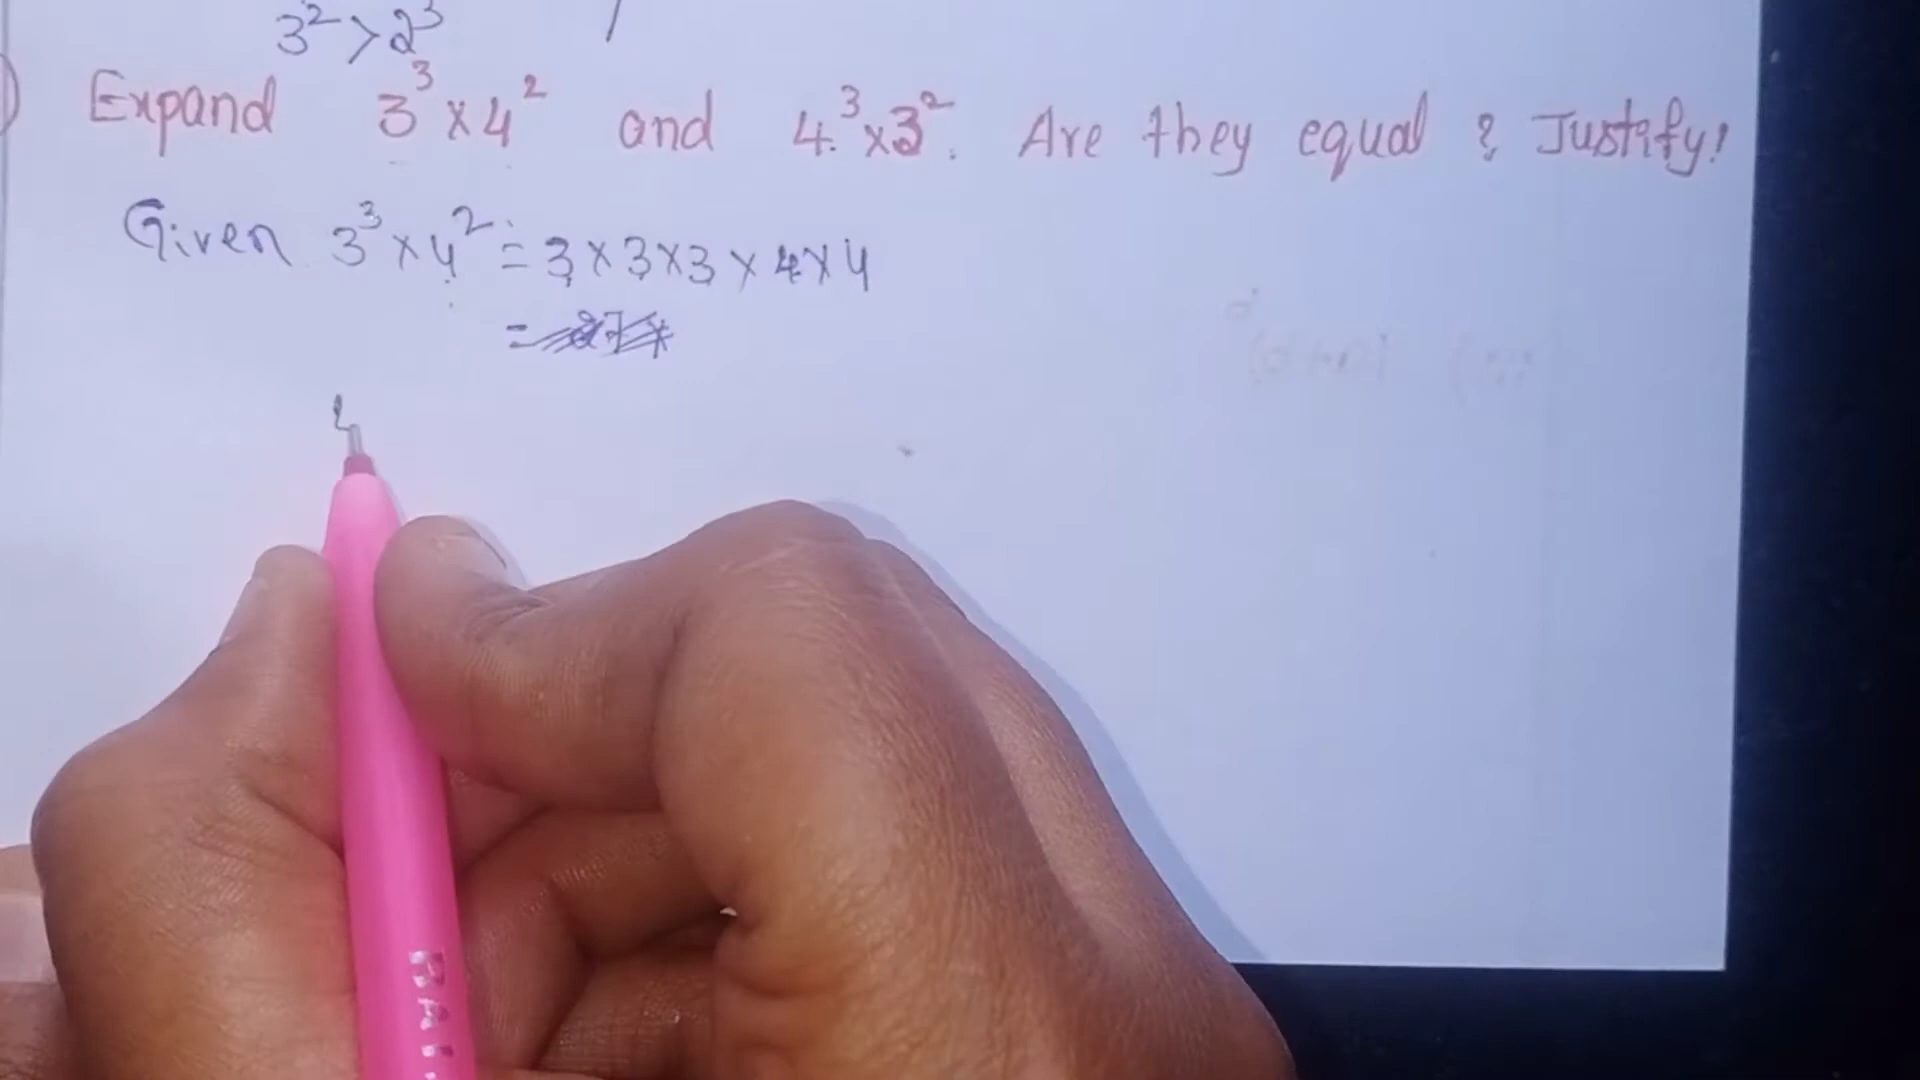 3² > 2³
Expand 3³ × 4² and 4³ × 3². Are they equal ? Justify!
Given 3³ × 4² = 3 × 3 × 3 × 4 × 4
=